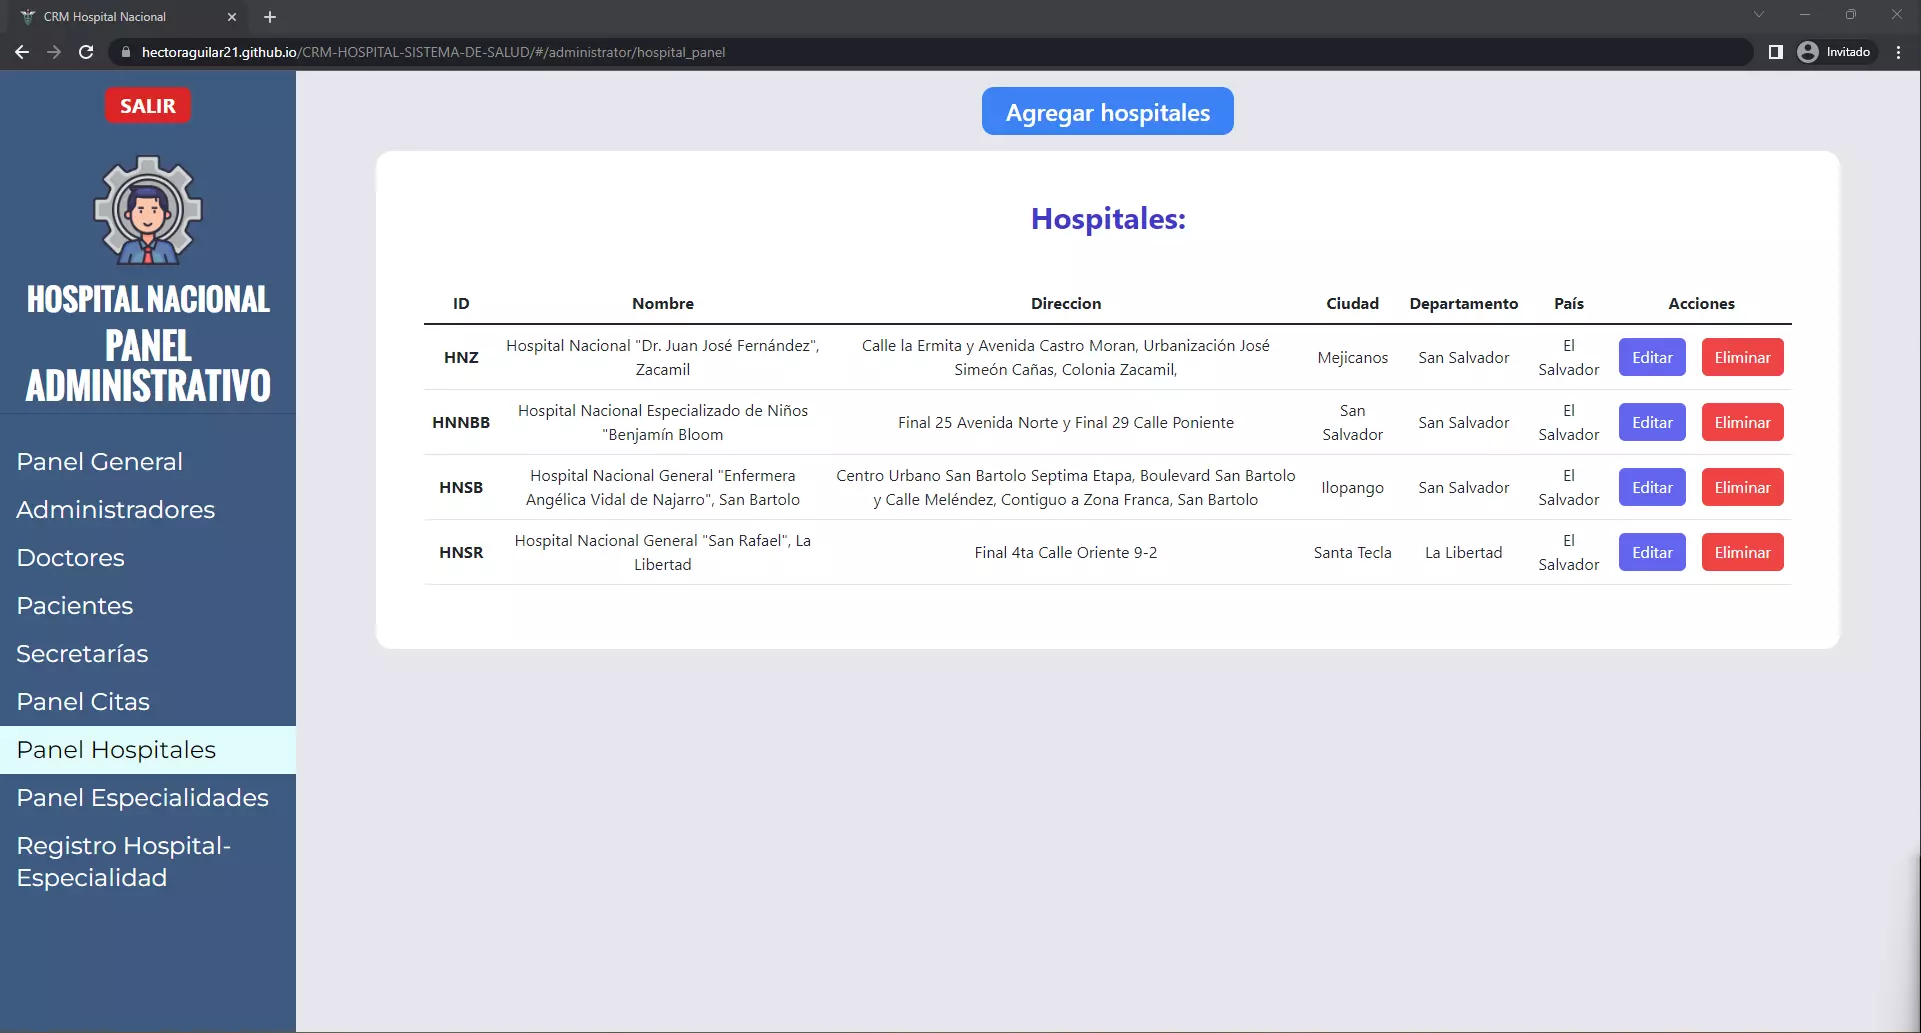 CRM Hospital Nacional
hectoraguilar21.github.io/CRM-HOSPITAL-SISTEMA-DE-SALUD/#/administrator/hospital_panel
Invitado
SALIR
HOSPITAL NACIONAL
PANEL
ADMINISTRATIVO
Panel General
Administradores
Doctores
Pacientes
Secretarías
Panel Citas
Panel Hospitales
Panel Especialidades
Registro Hospital-
Especialidad
Agregar hospitales
Hospitales:
ID Nombre Direccion Ciudad Departamento País Acciones
Hospital Nacional "Dr. Juan José Fernández", Calle la Ermita y Avenida Castro Moran, Urbanización José El
HNZ Mejicanos San Salvador Editar Eliminar
Zacamil Simeón Cañas, Colonia Zacamil, Salvador
Hospital Nacional Especializado de Niños San El
HNNBB Final 25 Avenida Norte y Final 29 Calle Poniente San Salvador Editar Eliminar
"Benjamín Bloom Salvador Salvador
Hospital Nacional General "Enfermera Centro Urbano San Bartolo Septima Etapa, Boulevard San Bartolo El
HNSB Ilopango San Salvador Editar Eliminar
Angélica Vidal de Najarro", San Bartolo y Calle Meléndez, Contiguo a Zona Franca, San Bartolo Salvador
Hospital Nacional General "San Rafael", La El
HNSR Final 4ta Calle Oriente 9-2 Santa Tecla La Libertad Editar Eliminar
Libertad Salvador